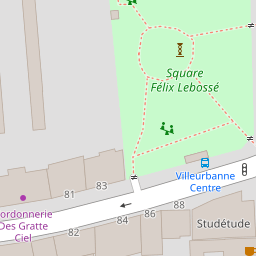 Square
Félix Lebossé
Villeurbanne
Centre
83
81
82
84
86
88
ordonnerie
Des Gratte
Ciel
Studétude